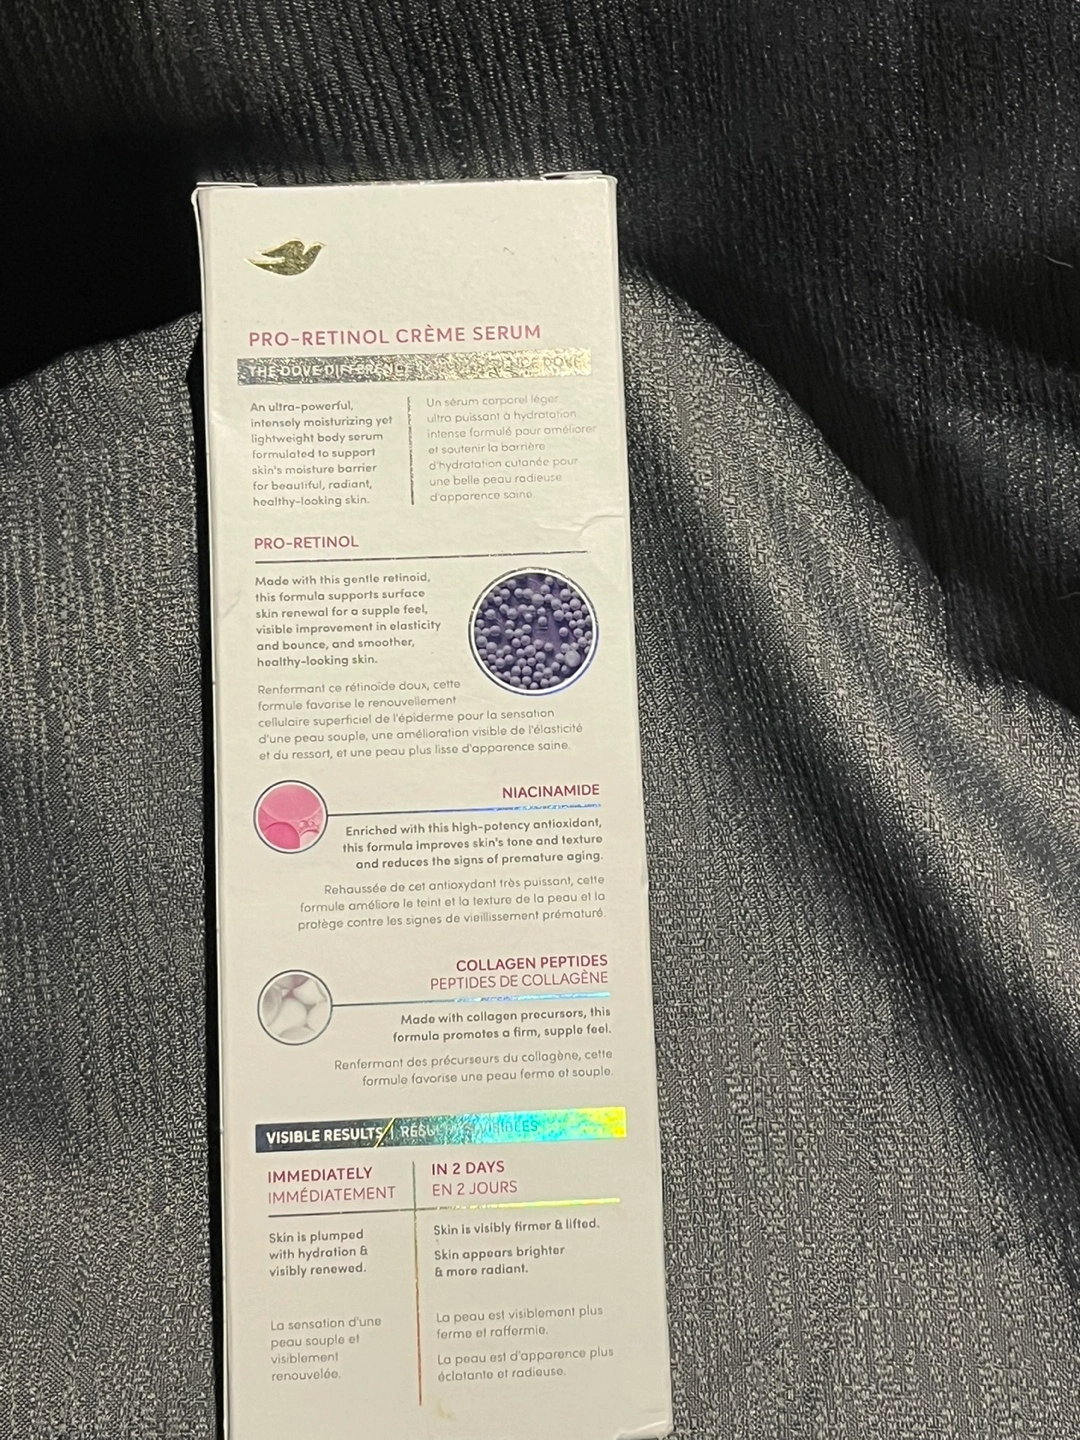 PRO-RETINOL CRÈME SERUM
THE DOVE DIFFERENCE
An ultra-powerful,
intensely moisturizing yet
lightweight body serum
formulated to support
skin's moisture barrier
for beautiful, radiant,
healthy-looking skin.
Un sérum corporel léger
ultra puissant à hydratation
intense formulé pour améliorer
et soutenir la barrière
d'hydratation cutanée pour
une belle peau radieuse
d'apparence saine.
PRO-RETINOL
Made with this gentle retinoid,
this formula supports surface
skin renewal for a supple feel,
visible improvement in elasticity
and bounce, and smoother,
healthy-looking skin.
Renfermant ce rétinoïde doux, cette
formule favorise le renouvellement
cellulaire superficiel de l'épiderme pour la sensation
d'une peau souple, une amélioration visible de l'élasticité
et du ressort, et une peau plus lisse d'apparence saine.
NIACINAMIDE
Enriched with this high-potency antioxidant,
this formula improves skin's tone and texture
and reduces the signs of premature aging.
Rehaussée de cet antioxydant très puissant, cette
formule améliore le teint et la texture de la peau et la
protège contre les signes de vieillissement prématuré.
COLLAGEN PEPTIDES
PEPTIDES DE COLLAGÈNE
Made with collagen precursors, this
formula promotes a firm, supple feel.
Renfermant des précurseurs du collagène, cette
formule favorise une peau ferme et souple.
VISIBLE RESULTS | RÉSULTATS VISIBLES
IMMEDIATELY
IMMÉDIATEMENT
Skin is plumped
with hydration &
visibly renewed.
La sensation d'une
peau souple et
visiblement
renouvelée.
IN 2 DAYS
EN 2 JOURS
Skin is visibly firmer & lifted.
Skin appears brighter
& more radiant.
La peau est visiblement plus
ferme et raffermie.
La peau est d'apparence plus
éclatante et radieuse.